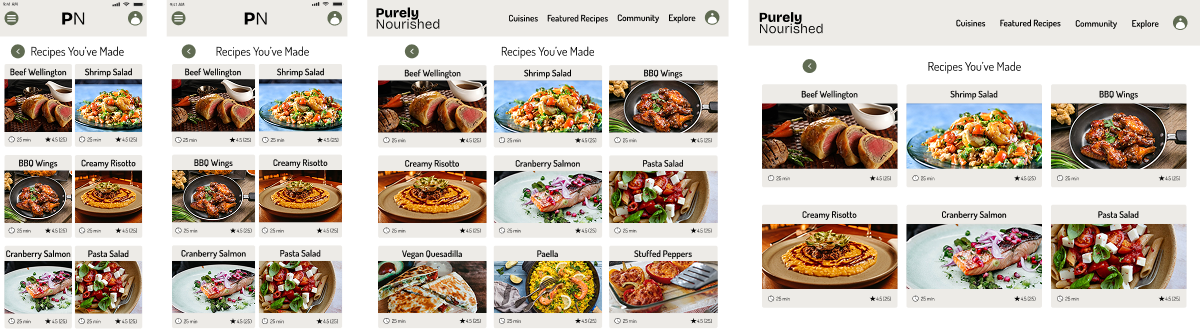 9:41 AM
PN
Recipes You've Made
Beef Wellington Shrimp Salad
25 min 4.5 (25) 25 min 4.5 (25)
BBQ Wings Creamy Risotto
25 min 4.5 (25) 25 min 4.5 (25)
Cranberry Salmon Pasta Salad
25 min 4.5 (25) 25 min 4.5 (25)
9:41 AM
PN
Recipes You've Made
Beef Wellington Shrimp Salad
25 min 4.5 (25) 25 min 4.5 (25)
BBQ Wings Creamy Risotto
25 min 4.5 (25) 25 min 4.5 (25)
Cranberry Salmon Pasta Salad
25 min 4.5 (25) 25 min 4.5 (25)
Purely
Nourished
Cuisines Featured Recipes Community Explore
Recipes You've Made
Beef Wellington Shrimp Salad BBQ Wings
25 min 4.5 (25) 25 min 4.5 (25) 25 min 4.5 (25)
Creamy Risotto Cranberry Salmon Pasta Salad
25 min 4.5 (25) 25 min 4.5 (25) 25 min 4.5 (25)
Vegan Quesadilla Paella Stuffed Peppers
25 min 4.5 (25) 25 min 4.5 (25) 25 min 4.5 (25)
Purely
Nourished
Cuisines Featured Recipes Community Explore
Recipes You've Made
Beef Wellington Shrimp Salad BBQ Wings
25 min 4.5 (25) 25 min 4.5 (25) 25 min 4.5 (25)
Creamy Risotto Cranberry Salmon Pasta Salad
25 min 4.5 (25) 25 min 4.5 (25) 25 min 4.5 (25)